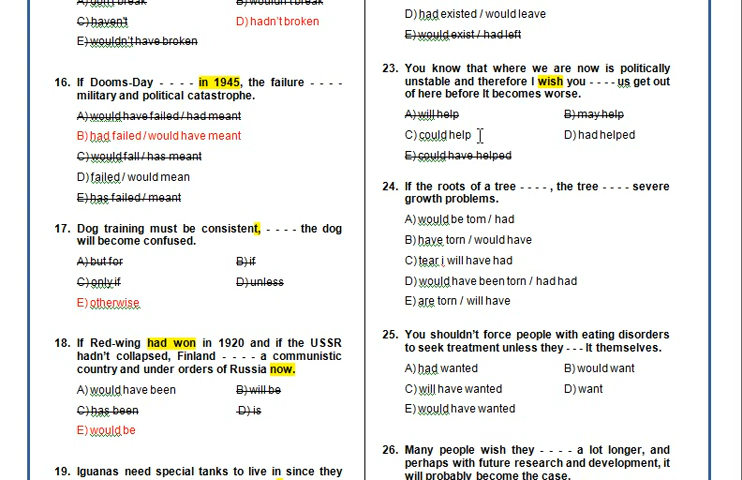 A) don't break B) wouldn't break
C) haven't D) hadn't broken
E) wouldn't have broken
16. If Dooms-Day - - - - in 1945, the failure - - - -
military and political catastrophe.
A) would have failed / had meant
B) had failed / would have meant
C) would fall / has meant
D) failed / would mean
E) has failed / meant
17. Dog training must be consistent, - - - - the dog
will become confused.
A) but for B) if
C) only if D) unless
E) otherwise
18. If Red-wing had won in 1920 and if the USSR
hadn't collapsed, Finland - - - - a communistic
country and under orders of Russia now.
A) would have been B) will be
C) has been D) is
E) would be
19. Iguanas need special tanks to live in since they
D) had existed / would leave
E) would exist / had left
23. You know that where we are now is politically
unstable and therefore I wish you - - - - us get out
of here before It becomes worse.
A) will help B) may help
C) could help D) had helped
E) could have helped
24. If the roots of a tree - - - - , the tree - - - - severe
growth problems.
A) would be torn / had
B) have torn / would have
C) tear i will have had
D) would have been torn / had had
E) are torn / will have
25. You shouldn't force people with eating disorders
to seek treatment unless they - - - It themselves.
A) had wanted B) would want
C) will have wanted D) want
E) would have wanted
26. Many people wish they - - - - a lot longer, and
perhaps with future research and development, it
will probably become the case.